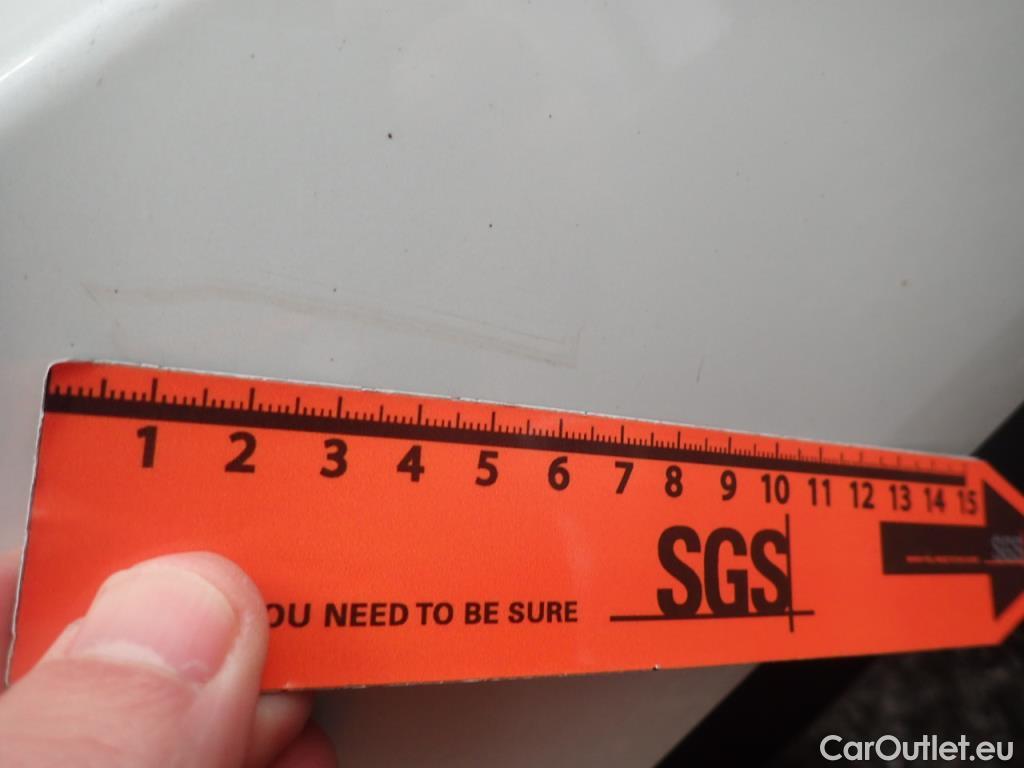 1 2 3 4 5 6 7 8 9 10 11 12 13 14 15
SGS
SGS
OU NEED TO BE SURE
CarOutlet.eu